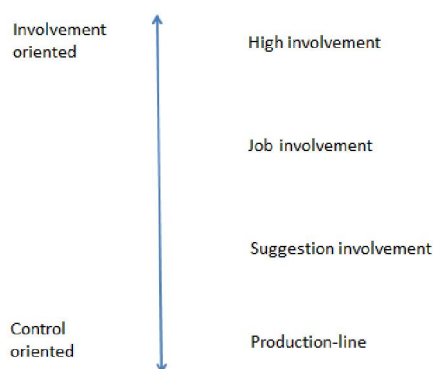 Involvement
oriented
High involvement
Job involvement
Suggestion involvement
Control
oriented
Production-line